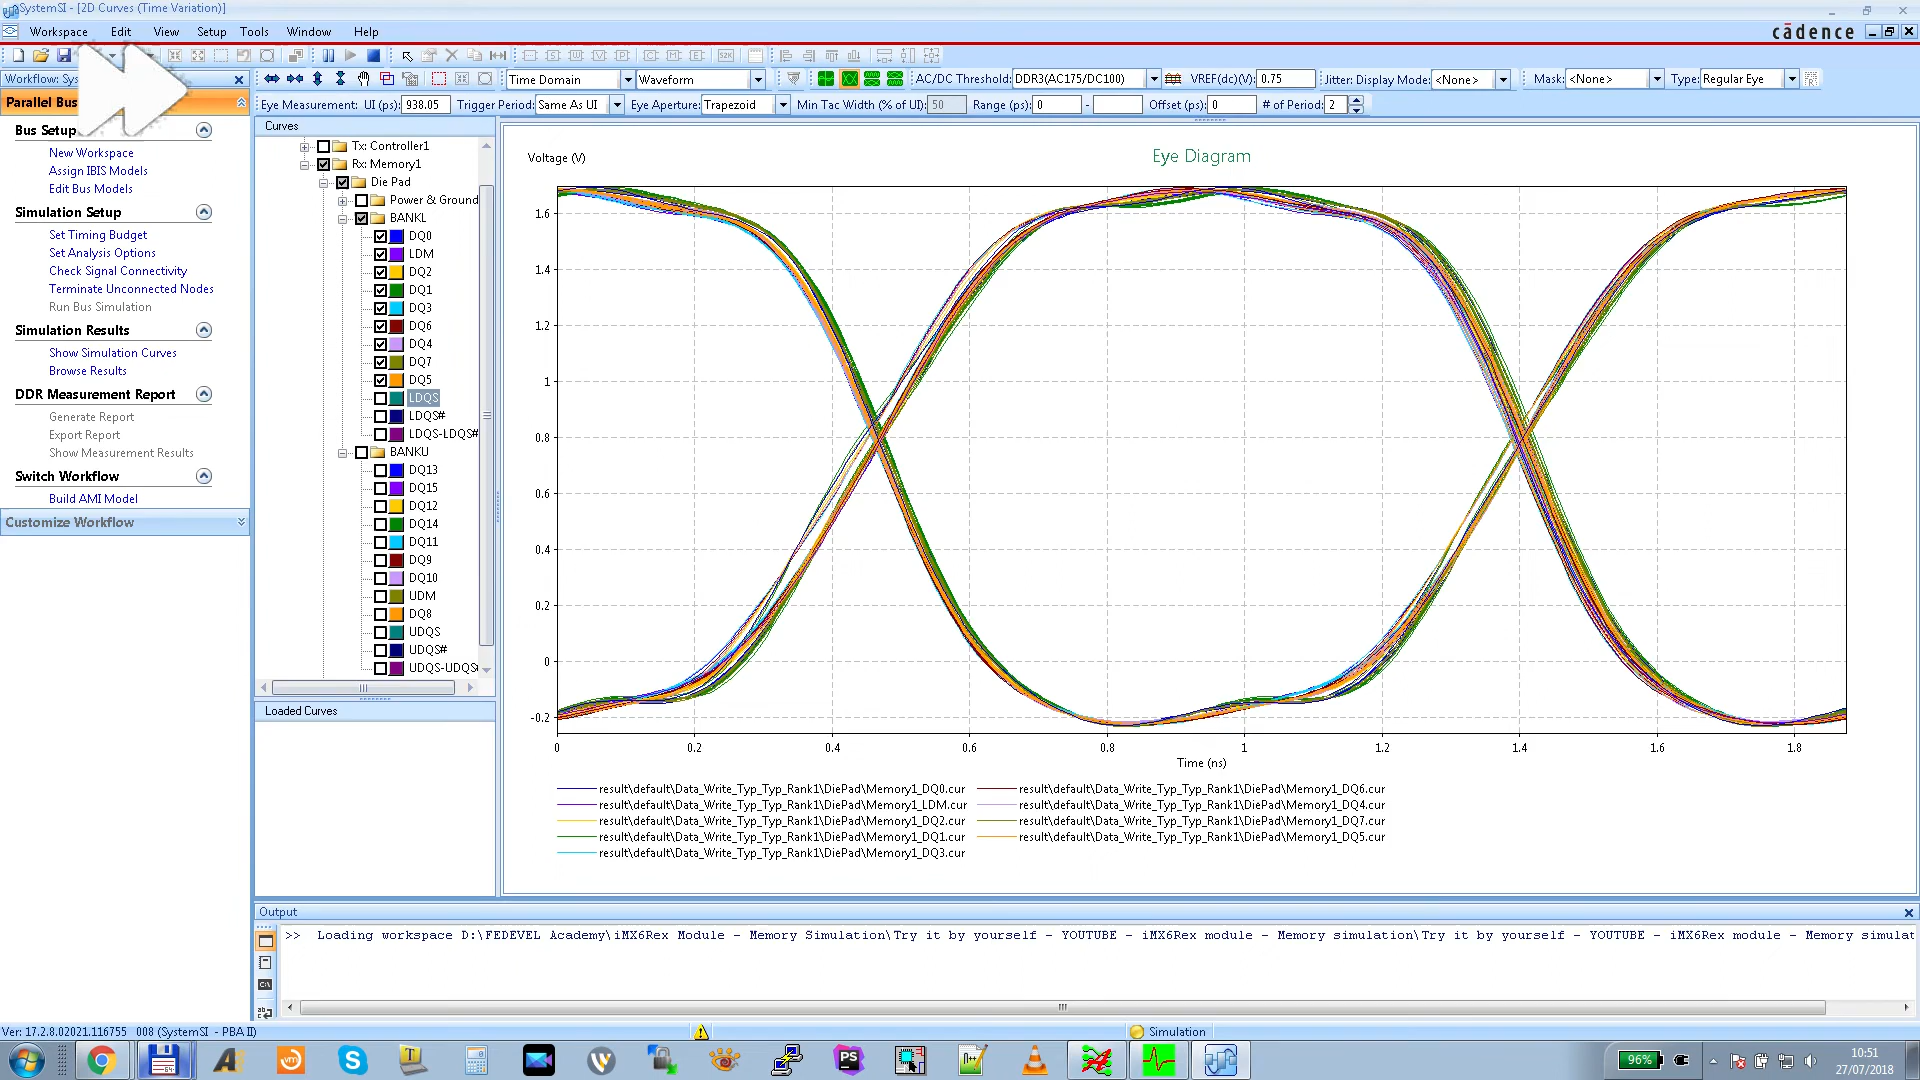 SystemSI - [2D Curves (Time Variation)]
Workspace Edit View Setup Tools Window Help
cādence
Workflow: Sys
Time Domain Waveform AC/DC Threshold: DDR3(AC175/DC100) VREF(dc)(V): 0.75 Jitter: Display Mode: <None> Mask: <None> Type: Regular Eye
Eye Measurement: UI (ps): 938.05 Trigger Period: Same As UI Eye Aperture: Trapezoid Min Tac Width (% of UI): 50 Range (ps): 0 - Offset (ps): 0 # of Period: 2
Parallel Bus
Bus Setup
New Workspace
Assign IBIS Models
Edit Bus Models
Simulation Setup
Set Timing Budget
Set Analysis Options
Check Signal Connectivity
Terminate Unconnected Nodes
Run Bus Simulation
Simulation Results
Show Simulation Curves
Browse Results
DDR Measurement Report
Generate Report
Export Report
Show Measurement Results
Switch Workflow
Build AMI Model
Customize Workflow
Curves
Tx: Controller1
Rx: Memory1
Die Pad
Power & Ground
BANKL
DQ0
LDM
DQ2
DQ1
DQ3
DQ6
DQ4
DQ7
DQ5
LDQS
LDQS#
LDQS-LDQS#
BANKU
DQ13
DQ15
DQ12
DQ14
DQ11
DQ9
DQ10
UDM
DQ8
UDQS
UDQS#
UDQS-UDQS
Loaded Curves
Voltage (V)
Eye Diagram
1.6
1.4
1.2
1
0.8
0.6
0.4
0.2
0
-0.2
0 0.2 0.4 0.6 0.8 1 1.2 1.4 1.6 1.8
Time (ns)
result\default\Data_Write_Typ_Typ_Rank1\DiePad\Memory1_DQ0.cur result\default\Data_Write_Typ_Typ_Rank1\DiePad\Memory1_DQ6.cur
result\default\Data_Write_Typ_Typ_Rank1\DiePad\Memory1_LDM.cur result\default\Data_Write_Typ_Typ_Rank1\DiePad\Memory1_DQ4.cur
result\default\Data_Write_Typ_Typ_Rank1\DiePad\Memory1_DQ2.cur result\default\Data_Write_Typ_Typ_Rank1\DiePad\Memory1_DQ7.cur
result\default\Data_Write_Typ_Typ_Rank1\DiePad\Memory1_DQ1.cur result\default\Data_Write_Typ_Typ_Rank1\DiePad\Memory1_DQ5.cur
result\default\Data_Write_Typ_Typ_Rank1\DiePad\Memory1_DQ3.cur
Output
>> Loading workspace D:\FEDEVEL Academy\iMX6Rex Module - Memory Simulation\Try it by yourself - YOUTUBE - iMX6Rex module - Memory simulation\Try it by yourself - YOUTUBE - iMX6Rex module - Memory simulat
Ver: 17.2.8.02021.116755 008 (SystemSI - PBA II)
Simulation
96%
10:51
27/07/2018